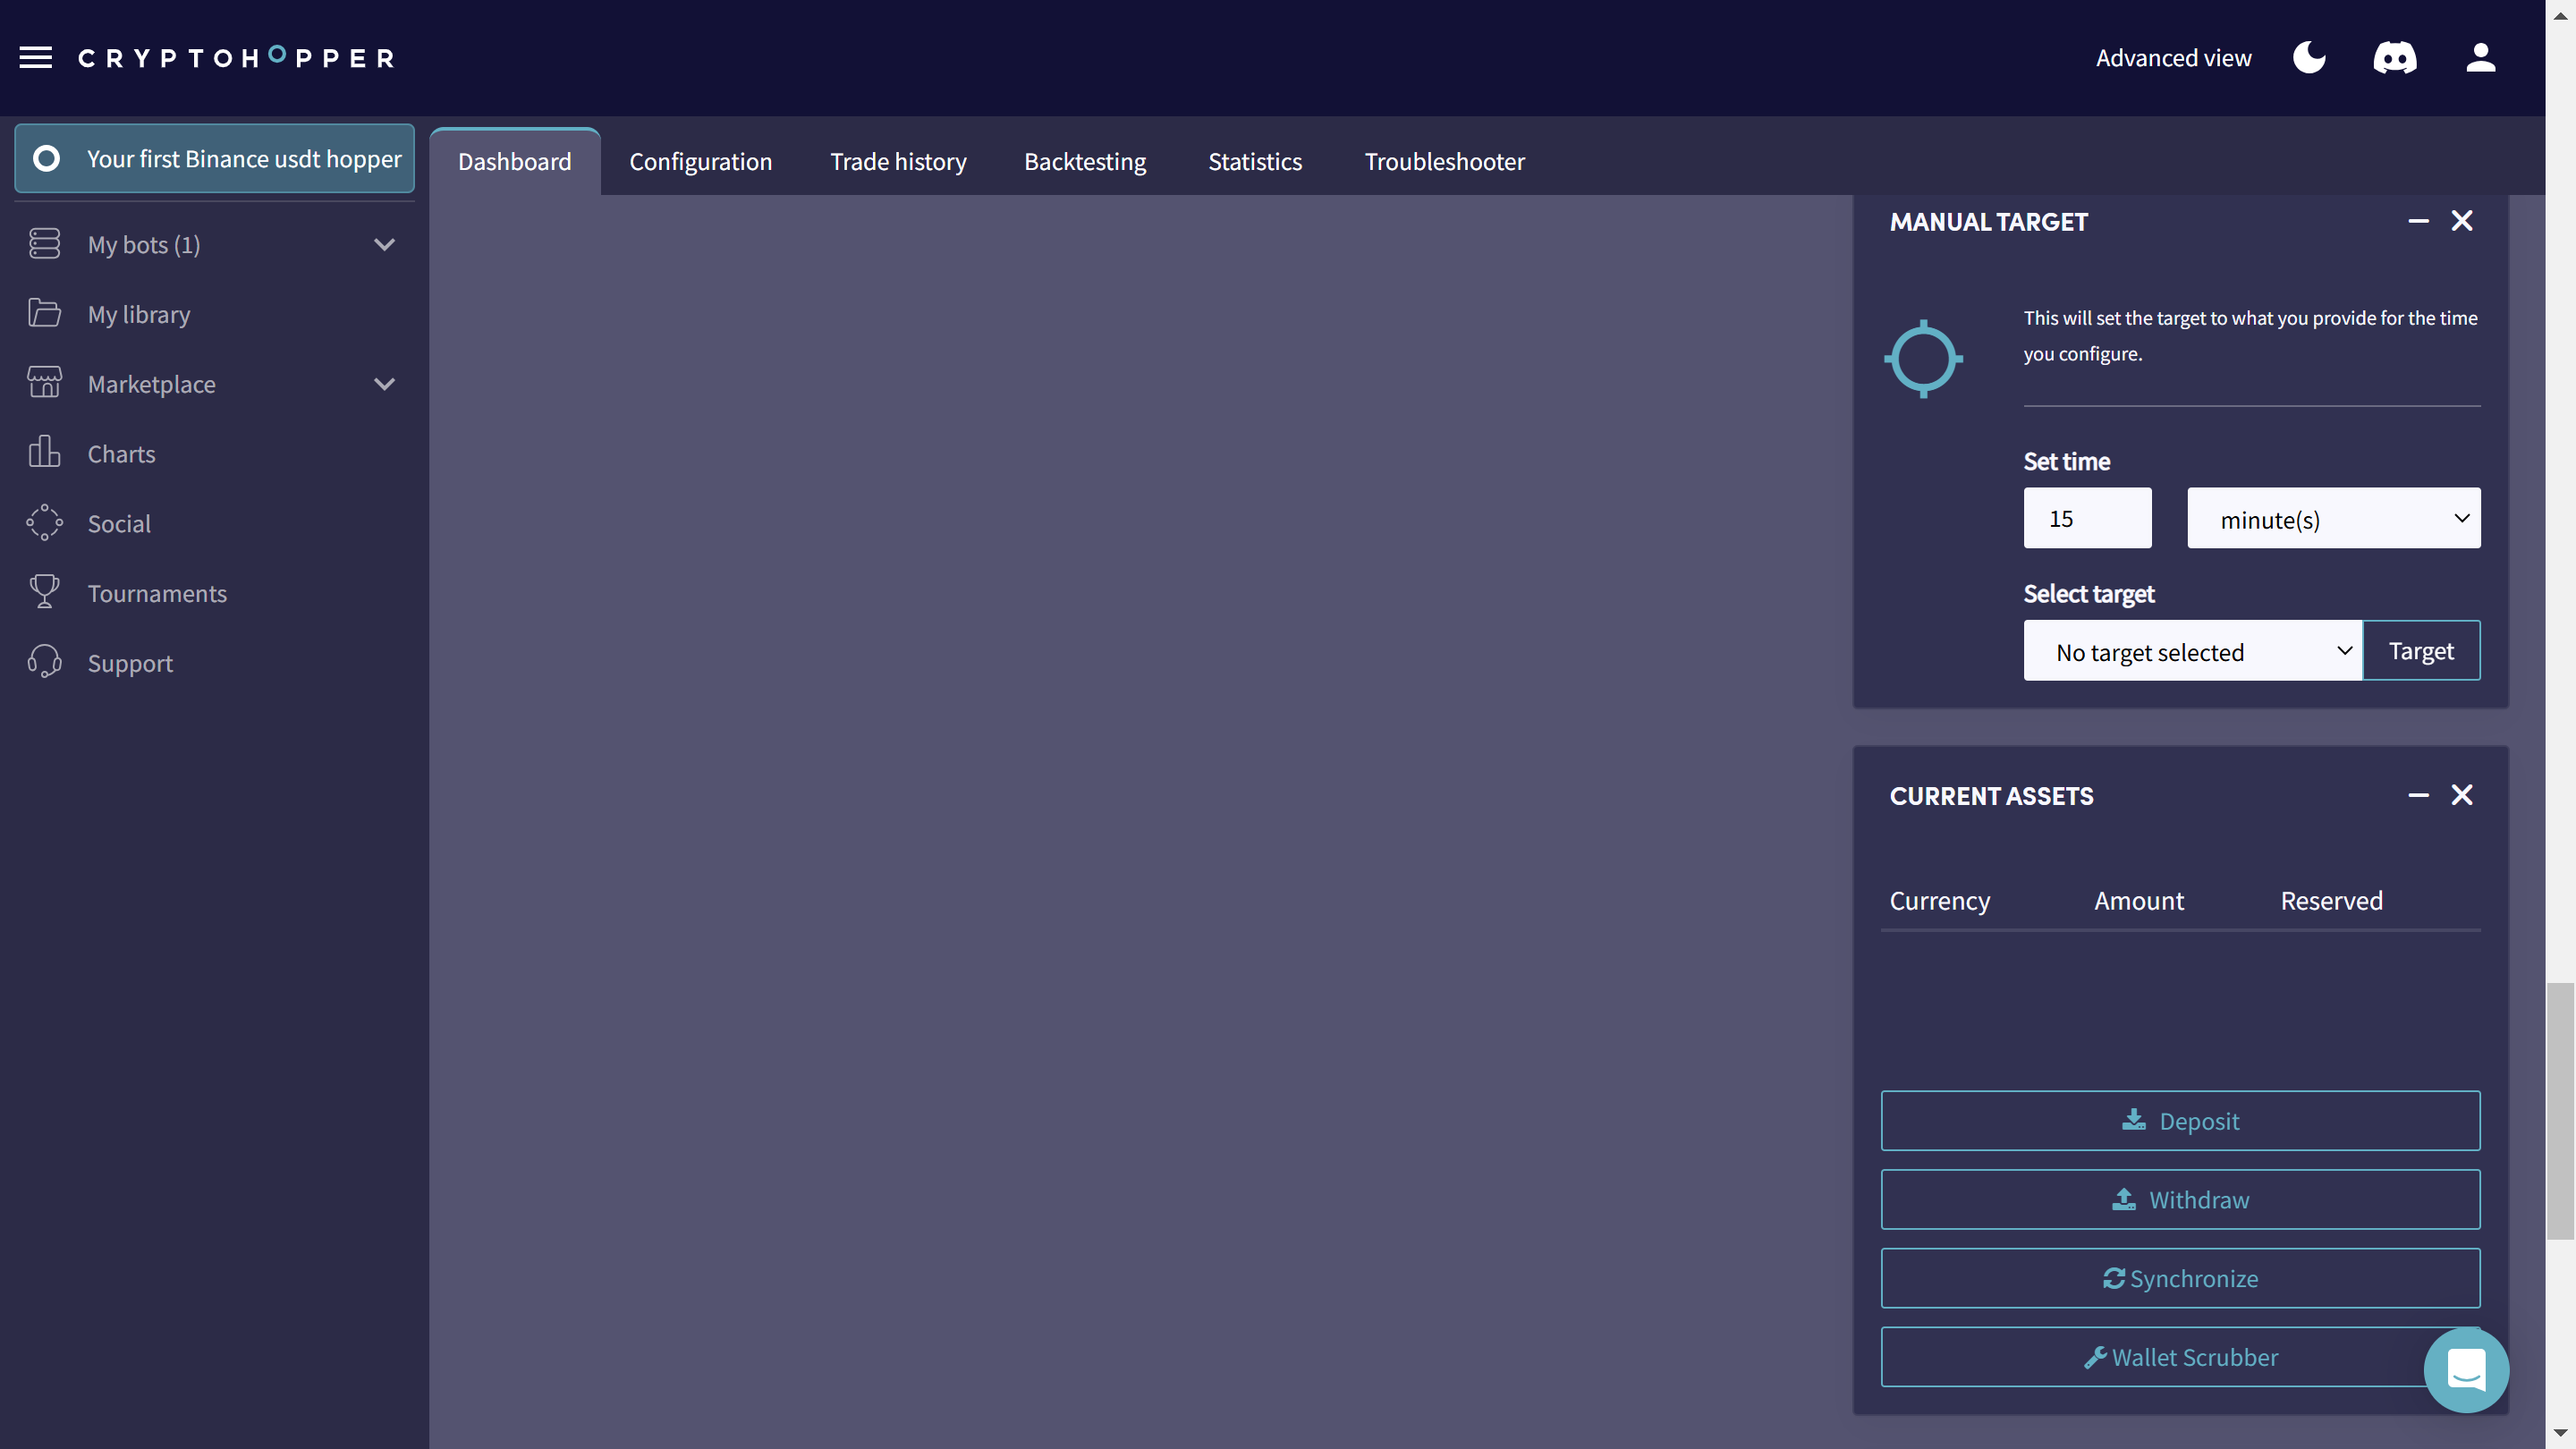 CRYPTOHOPPER
Advanced view
Your first Binance usdt hopper
My bots (1)
My library
Marketplace
Charts
Social
Tournaments
Support
Dashboard
Configuration
Trade history
Backtesting
Statistics
Troubleshooter
MANUAL TARGET
This will set the target to what you provide for the time
you configure.
Set time
15
minute(s)
Select target
No target selected
Target
CURRENT ASSETS
Currency Amount Reserved
Deposit
Withdraw
Synchronize
Wallet Scrubber